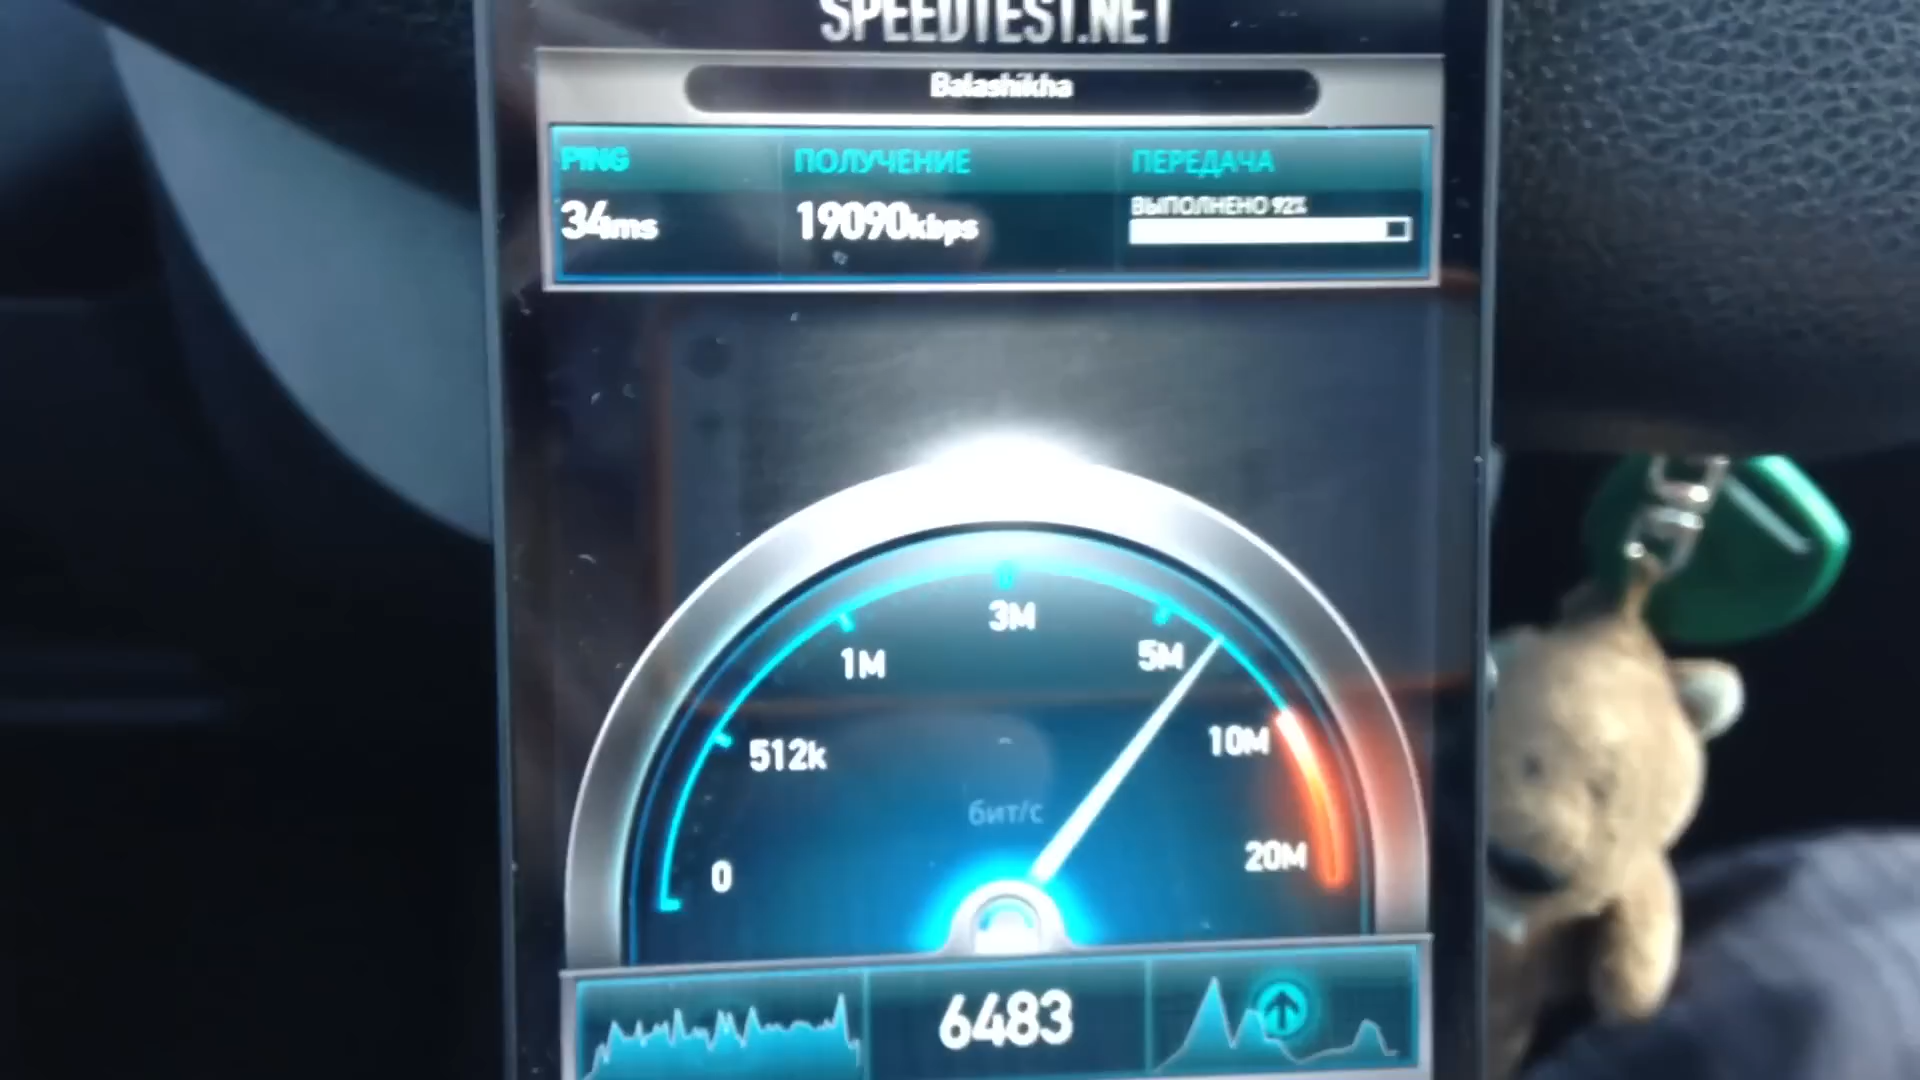 SPEEDTEST.NET
Balashikha
PING ПОЛУЧЕНИЕ ПЕРЕДАЧА
34ms 19090kbps ВЫПОЛНЕНО 92%
3M
1M 5M
512k 10M
бит/с
0 20M
6483